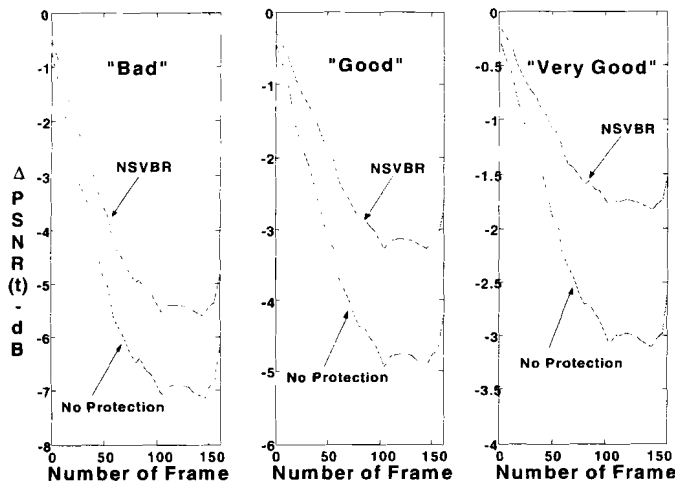 "Bad"
"Good"
"Very Good"
0
-1
-2
-3
-4
-5
-6
-7
-8
0
-1
-2
-3
-4
-5
-6
0
-0.5
-1
-1.5
-2
-2.5
-3
-3.5
-4
Δ
P
S
N
R
(t)
-
d
B
NSVBR
No Protection
NSVBR
No Protection
NSVBR
No Protection
0 50 100 150
0 50 100 150
0 50 100 150
Number of Frame
Number of Frame
Number of Frame